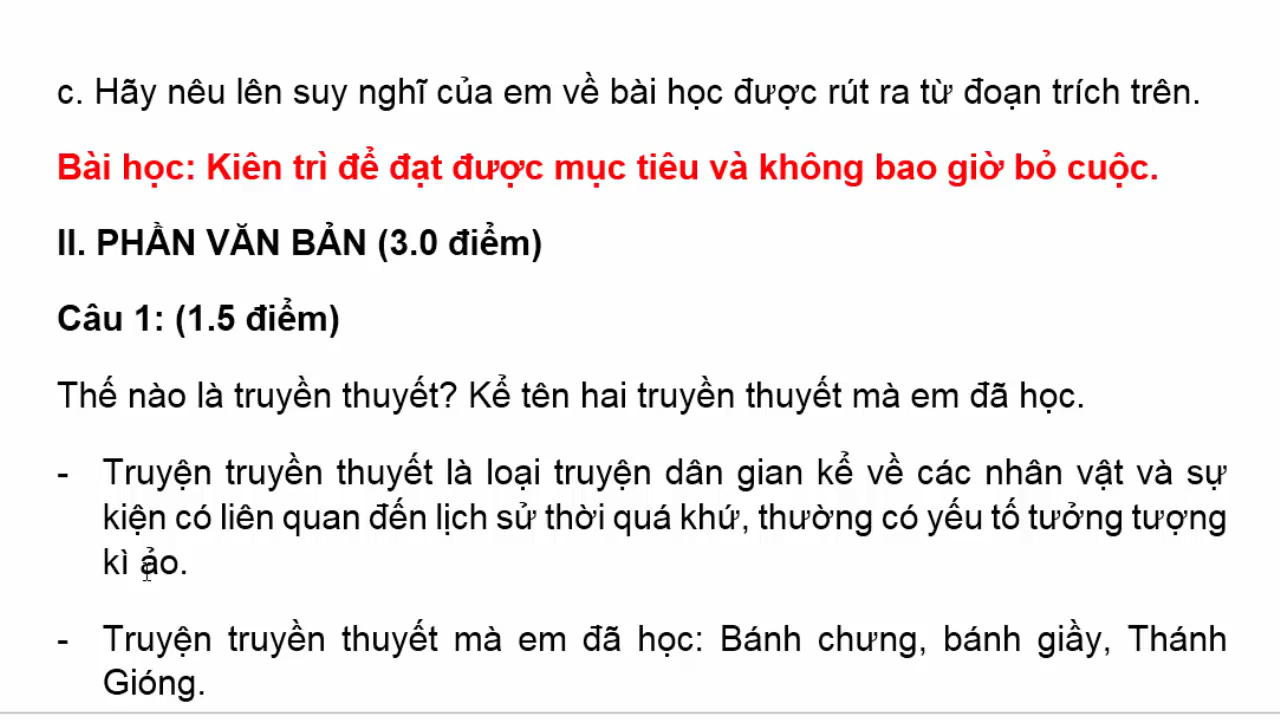 c. Hãy nêu lên suy nghĩ của em về bài học được rút ra từ đoạn trích trên.
Bài học: Kiên trì để đạt được mục tiêu và không bao giờ bỏ cuộc.
II. PHẦN VĂN BẢN (3.0 điểm)
Câu 1: (1.5 điểm)
Thế nào là truyền thuyết? Kể tên hai truyền thuyết mà em đã học.
- Truyện truyền thuyết là loại truyện dân gian kể về các nhân vật và sự
kiện có liên quan đến lịch sử thời quá khứ, thường có yếu tố tưởng tượng
kì ảo.
- Truyện truyền thuyết mà em đã học: Bánh chưng, bánh giầy, Thánh
Gióng.